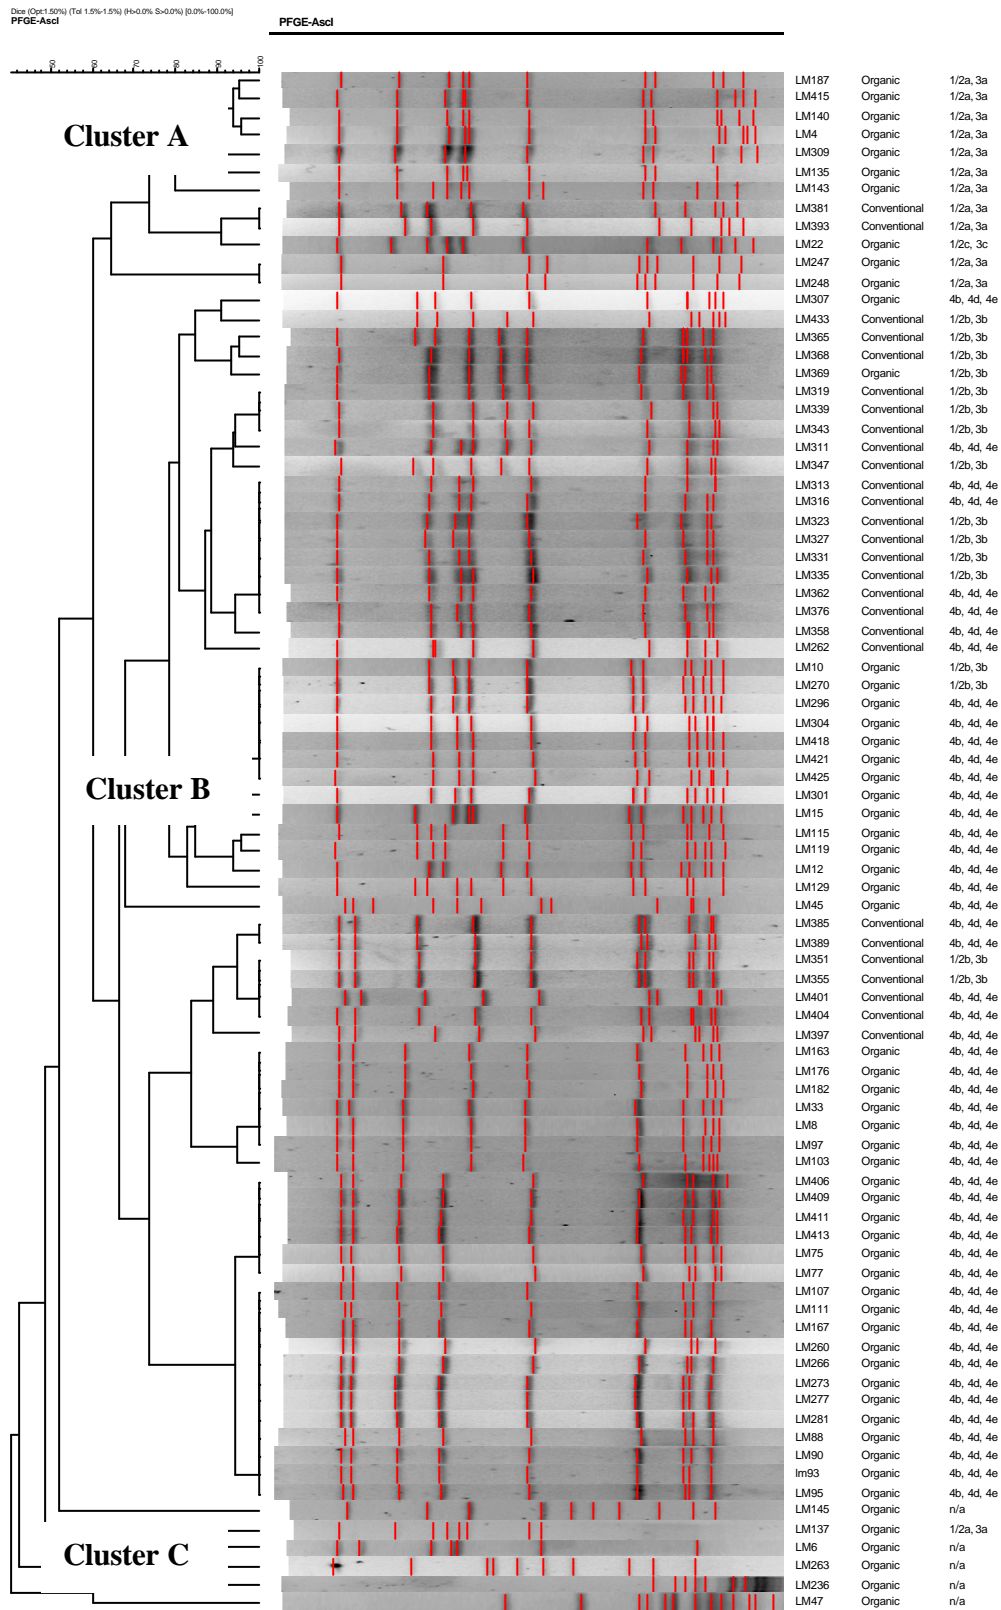 Dice (Opt:1.50%) (Tol 1.5%-1.5%) (H>0.0% S>0.0%) [0.0%-100.0%]
PFGE-AscI PFGE-AscI
50 60 70 80 90 100
LM187 Organic 1/2a, 3a
LM415 Organic 1/2a, 3a
LM140 Organic 1/2a, 3a
Cluster A
LM4 Organic 1/2a, 3a
LM309 Organic 1/2a, 3a
LM135 Organic 1/2a, 3a
LM143 Organic 1/2a, 3a
LM381 Conventional 1/2a, 3a
LM393 Conventional 1/2a, 3a
LM22 Organic 1/2c, 3c
LM247 Organic 1/2a, 3a
LM248 Organic 1/2a, 3a
LM307 Organic 4b, 4d, 4e
LM433 Conventional 1/2b, 3b
LM365 Conventional 1/2b, 3b
LM368 Conventional 1/2b, 3b
LM369 Organic 1/2b, 3b
LM319 Conventional 1/2b, 3b
LM339 Conventional 1/2b, 3b
LM343 Conventional 1/2b, 3b
LM311 Conventional 4b, 4d, 4e
LM347 Conventional 1/2b, 3b
LM313 Conventional 4b, 4d, 4e
LM316 Conventional 4b, 4d, 4e
LM323 Conventional 1/2b, 3b
LM327 Conventional 1/2b, 3b
LM331 Conventional 1/2b, 3b
LM335 Conventional 1/2b, 3b
LM362 Conventional 4b, 4d, 4e
LM376 Conventional 4b, 4d, 4e
LM358 Conventional 4b, 4d, 4e
LM262 Conventional 4b, 4d, 4e
LM10 Organic 1/2b, 3b
LM270 Organic 1/2b, 3b
LM296 Organic 4b, 4d, 4e
LM304 Organic 4b, 4d, 4e
LM418 Organic 4b, 4d, 4e
LM421 Organic 4b, 4d, 4e
LM425 Organic 4b, 4d, 4e
Cluster B
LM301 Organic 4b, 4d, 4e
LM15 Organic 4b, 4d, 4e
LM115 Organic 4b, 4d, 4e
LM119 Organic 4b, 4d, 4e
LM12 Organic 4b, 4d, 4e
LM129 Organic 4b, 4d, 4e
LM45 Organic 4b, 4d, 4e
LM385 Conventional 4b, 4d, 4e
LM389 Conventional 4b, 4d, 4e
LM351 Conventional 1/2b, 3b
LM355 Conventional 1/2b, 3b
LM401 Conventional 4b, 4d, 4e
LM404 Conventional 4b, 4d, 4e
LM397 Conventional 4b, 4d, 4e
LM163 Organic 4b, 4d, 4e
LM176 Organic 4b, 4d, 4e
LM182 Organic 4b, 4d, 4e
LM33 Organic 4b, 4d, 4e
LM8 Organic 4b, 4d, 4e
LM97 Organic 4b, 4d, 4e
LM103 Organic 4b, 4d, 4e
LM406 Organic 4b, 4d, 4e
LM409 Organic 4b, 4d, 4e
LM411 Organic 4b, 4d, 4e
LM413 Organic 4b, 4d, 4e
LM75 Organic 4b, 4d, 4e
LM77 Organic 4b, 4d, 4e
LM107 Organic 4b, 4d, 4e
LM111 Organic 4b, 4d, 4e
LM167 Organic 4b, 4d, 4e
LM260 Organic 4b, 4d, 4e
LM266 Organic 4b, 4d, 4e
LM273 Organic 4b, 4d, 4e
LM277 Organic 4b, 4d, 4e
LM281 Organic 4b, 4d, 4e
LM88 Organic 4b, 4d, 4e
LM90 Organic 4b, 4d, 4e
lm93 Organic 4b, 4d, 4e
LM95 Organic 4b, 4d, 4e
LM145 Organic n/a
LM137 Organic 1/2a, 3a
LM6 Organic n/a
Cluster C
LM263 Organic n/a
LM236 Organic n/a
LM47 Organic n/a